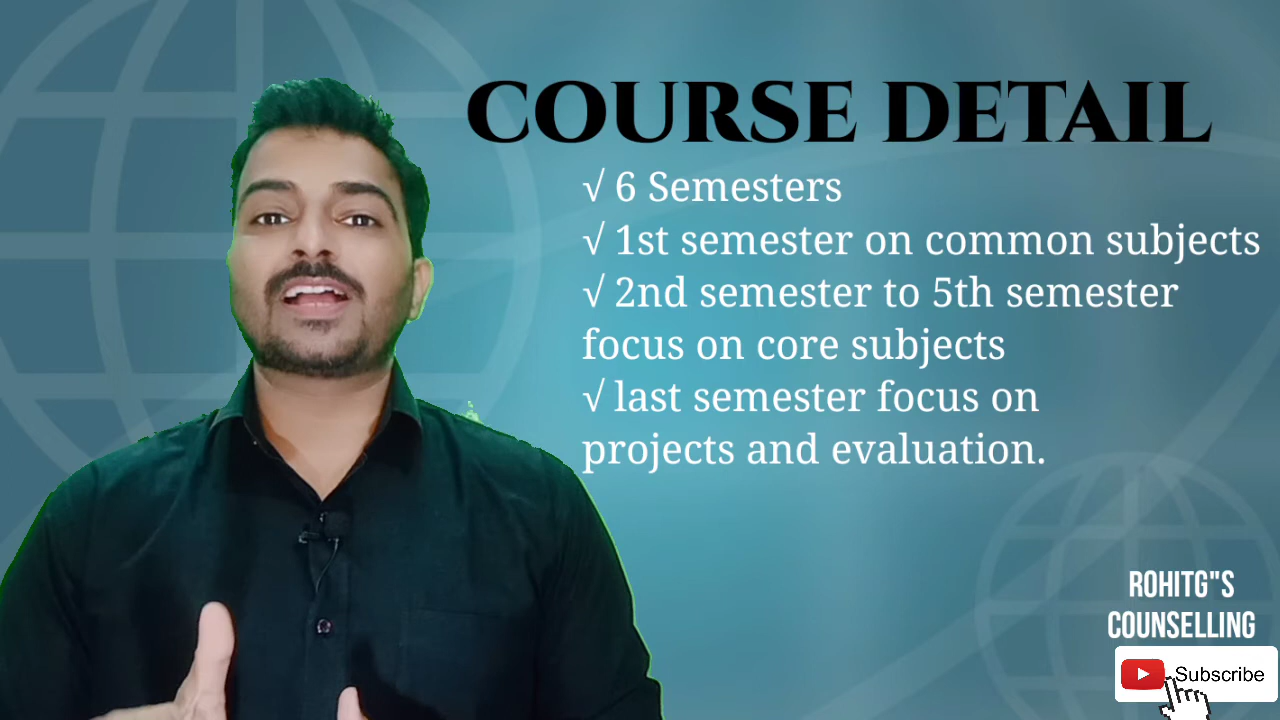 COURSE DETAIL
√ 6 Semesters
√ 1st semester on common subjects
√ 2nd semester to 5th semester
focus on core subjects
√ last semester focus on
projects and evaluation.
ROHITG"S
COUNSELLING
Subscribe